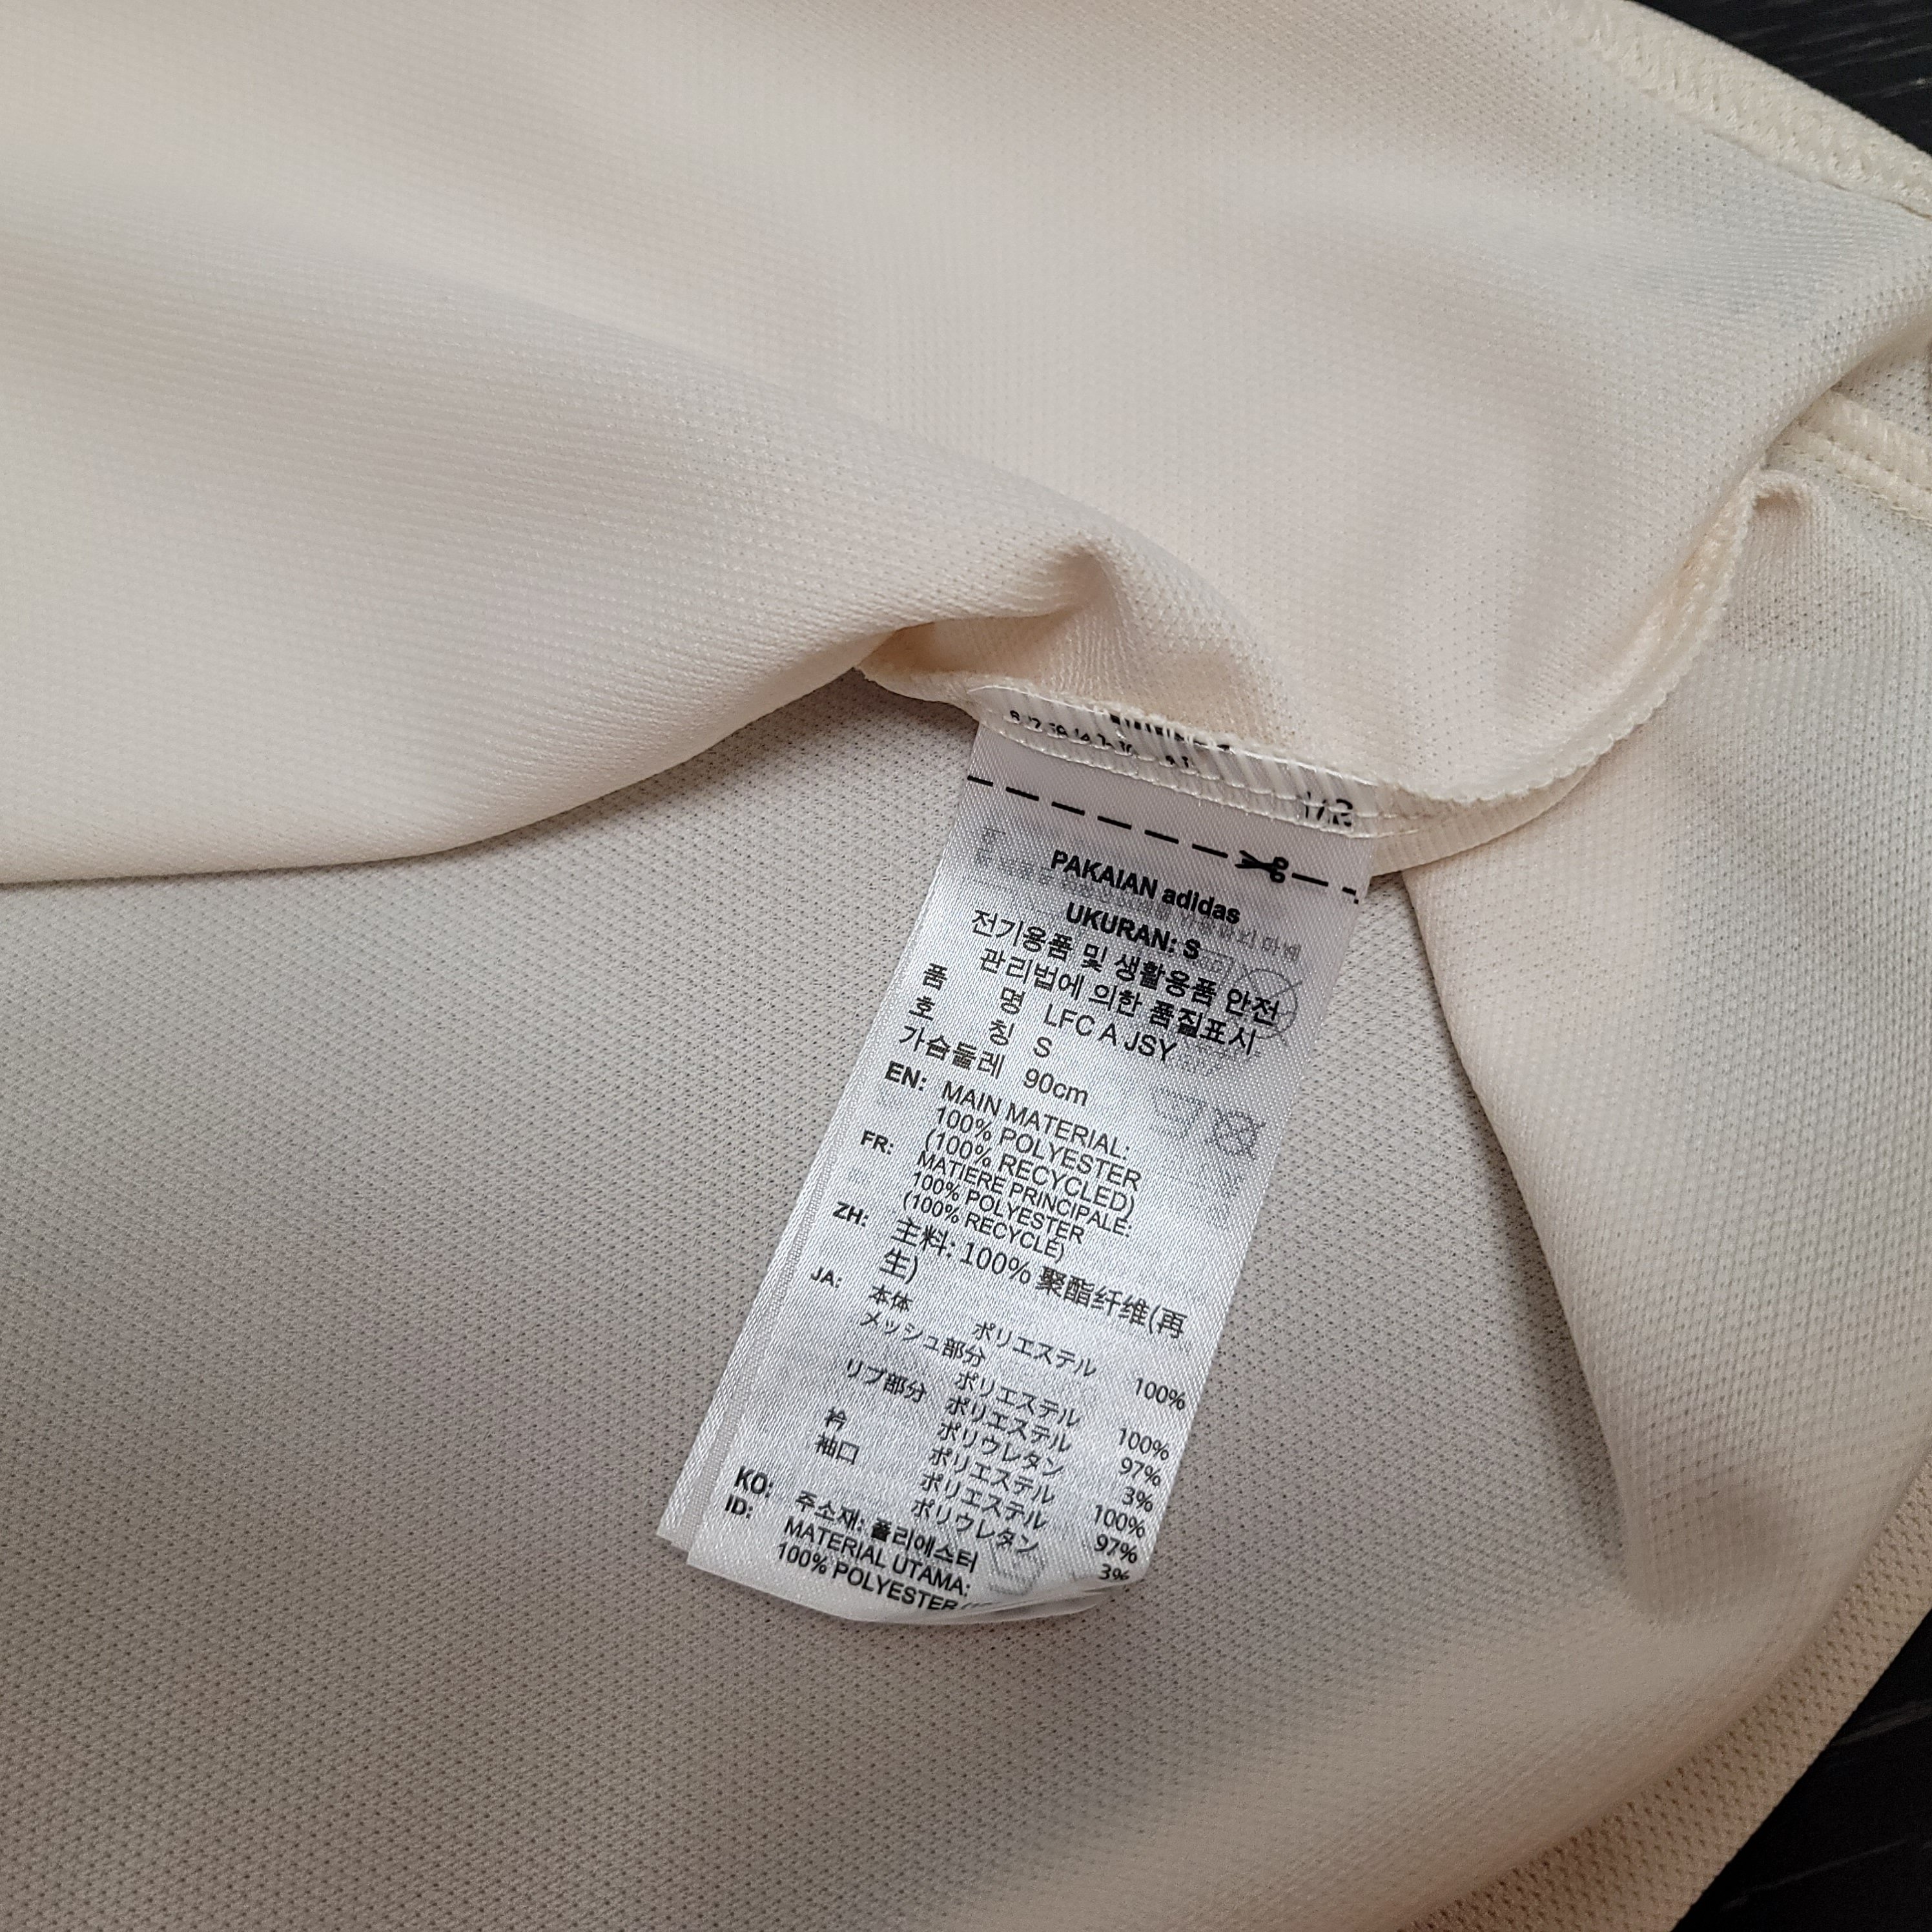 PAKAIAN adidas
UKURAN: S
전기용품 및 생활용품 안전
관리법에 의한 품질표시
품 명 LFC A JSY
호 칭 S
가슴둘레 90cm
EN: MAIN MATERIAL:
100% POLYESTER
(100% RECYCLED)
FR: MATIERE PRINCIPALE:
100% POLYESTER
(100% RECYCLE)
ZH: 主料: 100% 聚酯纤维(再
生)
JA: 本体
ポリエステル 100%
メッシュ部分
ポリエステル 100%
リブ部分 ポリエステル 97%
ポリウレタン 3%
衿 ポリエステル 100%
袖口 ポリエステル 97%
ポリウレタン 3%
KO: 주소재: 폴리에스터
ID: MATERIAL UTAMA:
100% POLYESTER